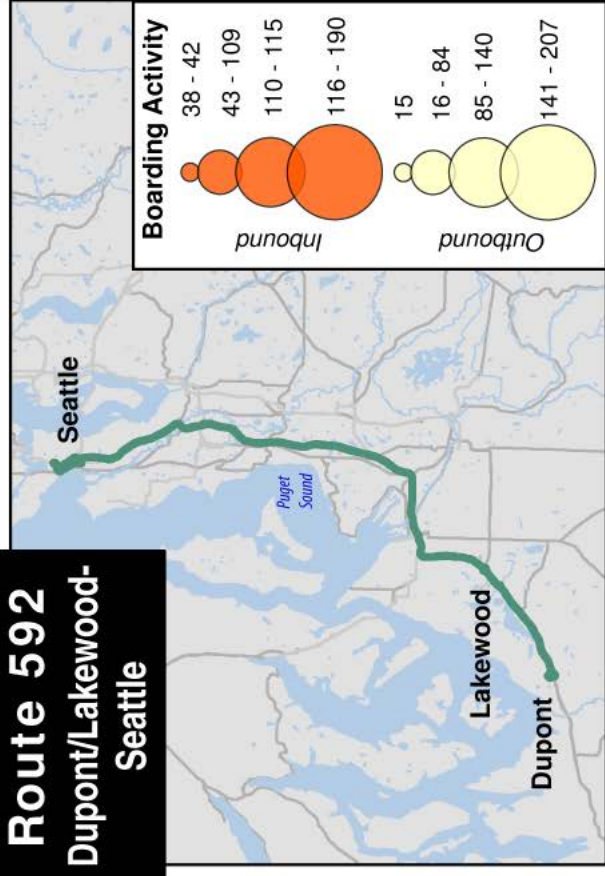 Route 592
Dupont/Lakewood-
Seattle
Seattle
Puget
Sound
Lakewood
Dupont
Boarding Activity
Inbound
38 - 42
43 - 109
110 - 115
116 - 190
Outbound
15
16 - 84
85 - 140
141 - 207